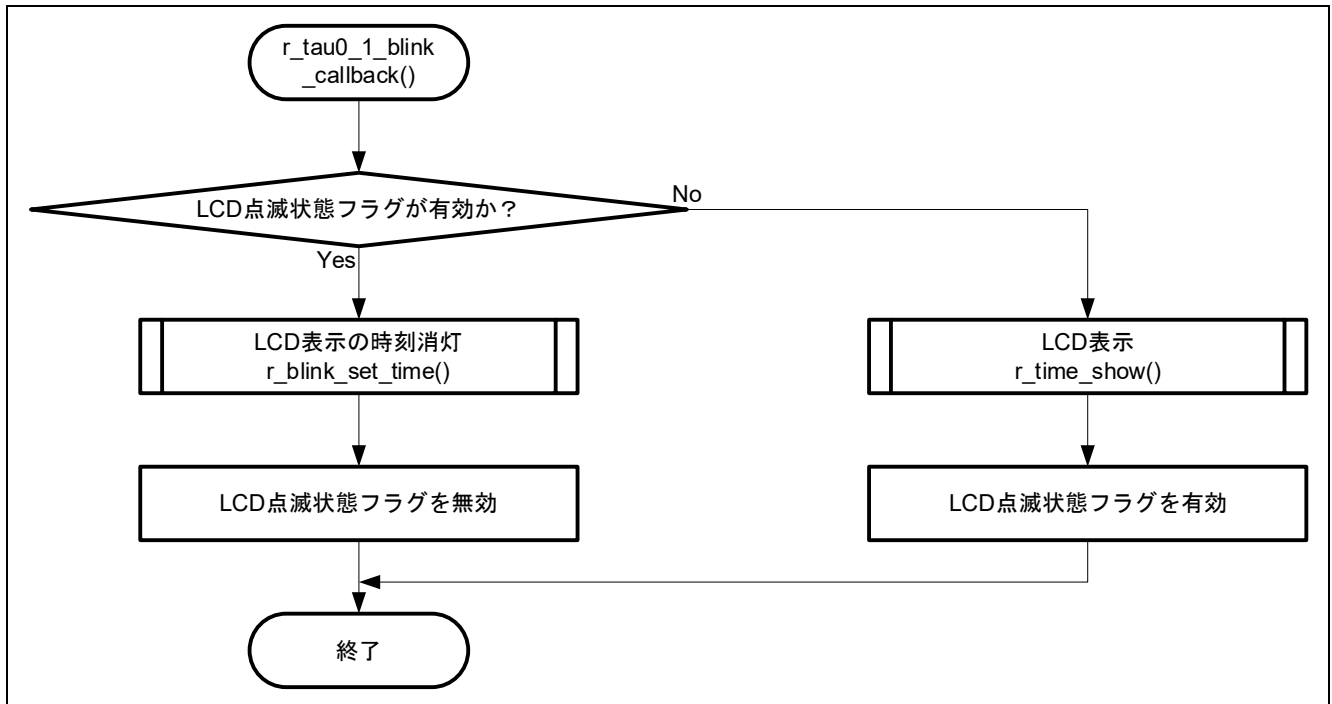 r_tau0_1_blink
_callback()
LCD点滅状態フラグが有効か？
No
Yes
LCD表示の時刻消灯
r_blink_set_time()
LCD表示
r_time_show()
LCD点滅状態フラグを無効
LCD点滅状態フラグを有効
終了